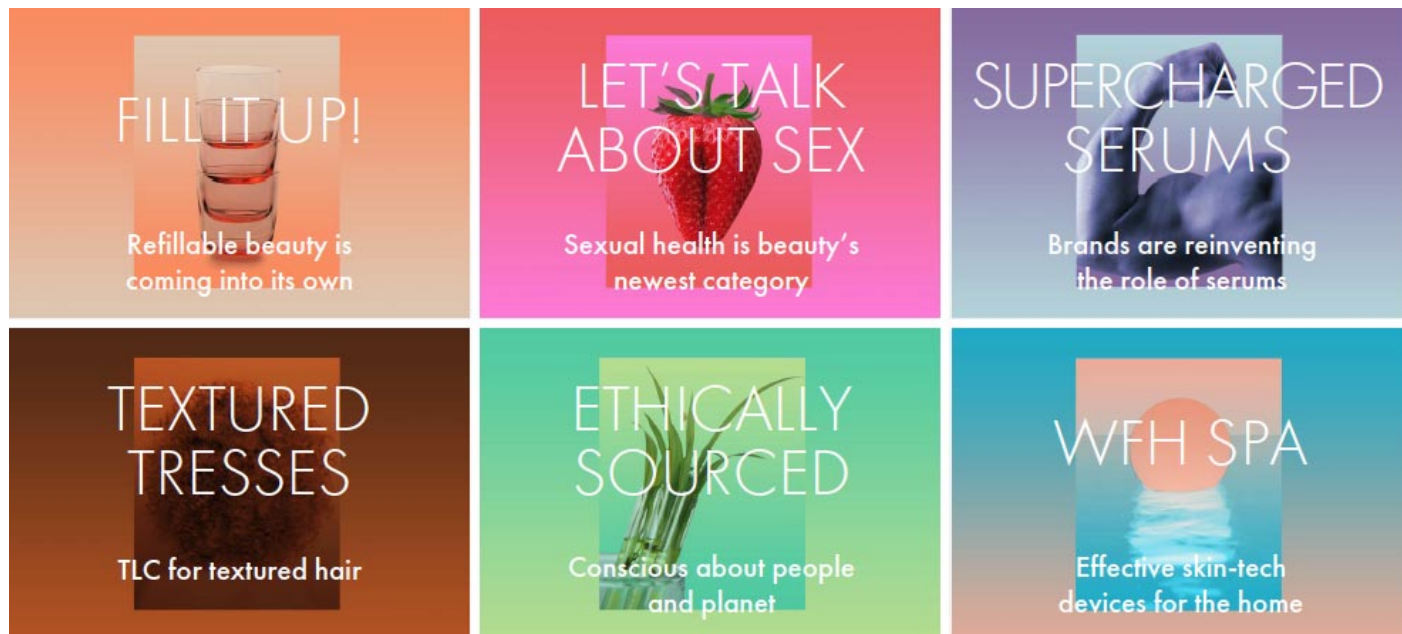 FILL IT UP!
Refillable beauty is
coming into its own
LET'S TALK
ABOUT SEX
Sexual health is beauty's
newest category
SUPERCHARGED
SERUMS
Brands are reinventing
the role of serums
TEXTURED
TRESSES
TLC for textured hair
ETHICALLY
SOURCED
Conscious about people
and planet
WFH SPA
Effective skin-tech
devices for the home